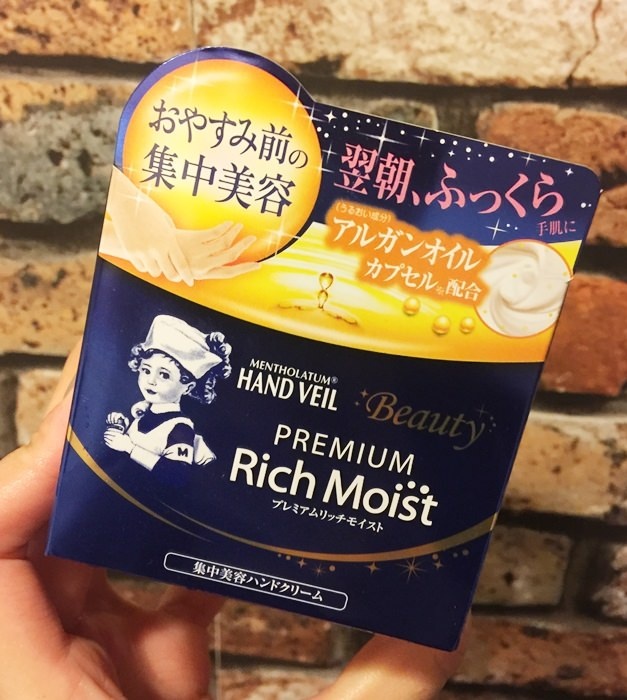 おやすみ前の
集中美容
翌朝、ふっくら
手肌に
(うるおい成分)
アルガンオイル
カプセルを配合
MENTHOLATUM®
HAND VEIL
Beauty
PREMIUM
Rich Moist
プレミアムリッチモイスト
M
集中美容ハンドクリーム